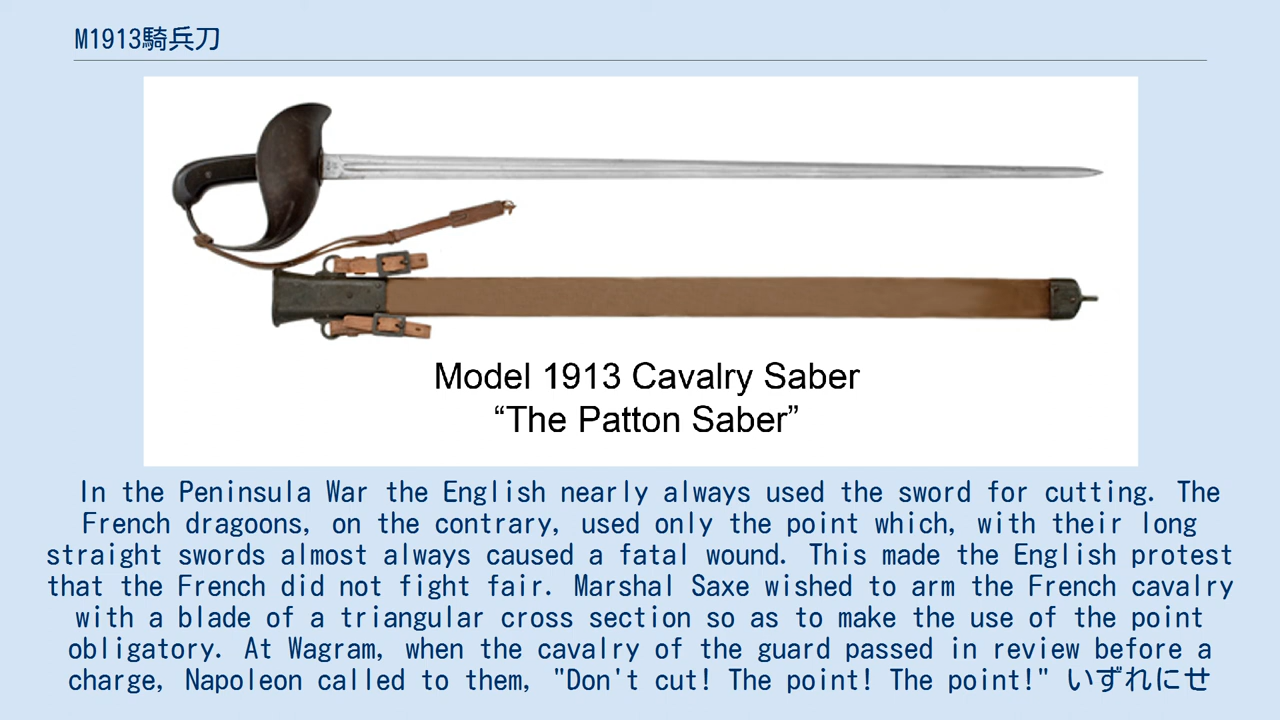 M1913騎兵刀
Model 1913 Cavalry Saber
“The Patton Saber”
In the Peninsula War the English nearly always used the sword for cutting. The
French dragoons, on the contrary, used only the point which, with their long
straight swords almost always caused a fatal wound. This made the English protest
that the French did not fight fair. Marshal Saxe wished to arm the French cavalry
with a blade of a triangular cross section so as to make the use of the point
obligatory. At Wagram, when the cavalry of the guard passed in review before a
charge, Napoleon called to them, "Don't cut! The point! The point!" いずれにせ